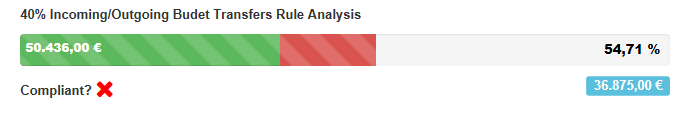 40% Incoming/Outgoing Budet Transfers Rule Analysis
50.436,00 € 54,71 %
Compliant? 36.875,00 €